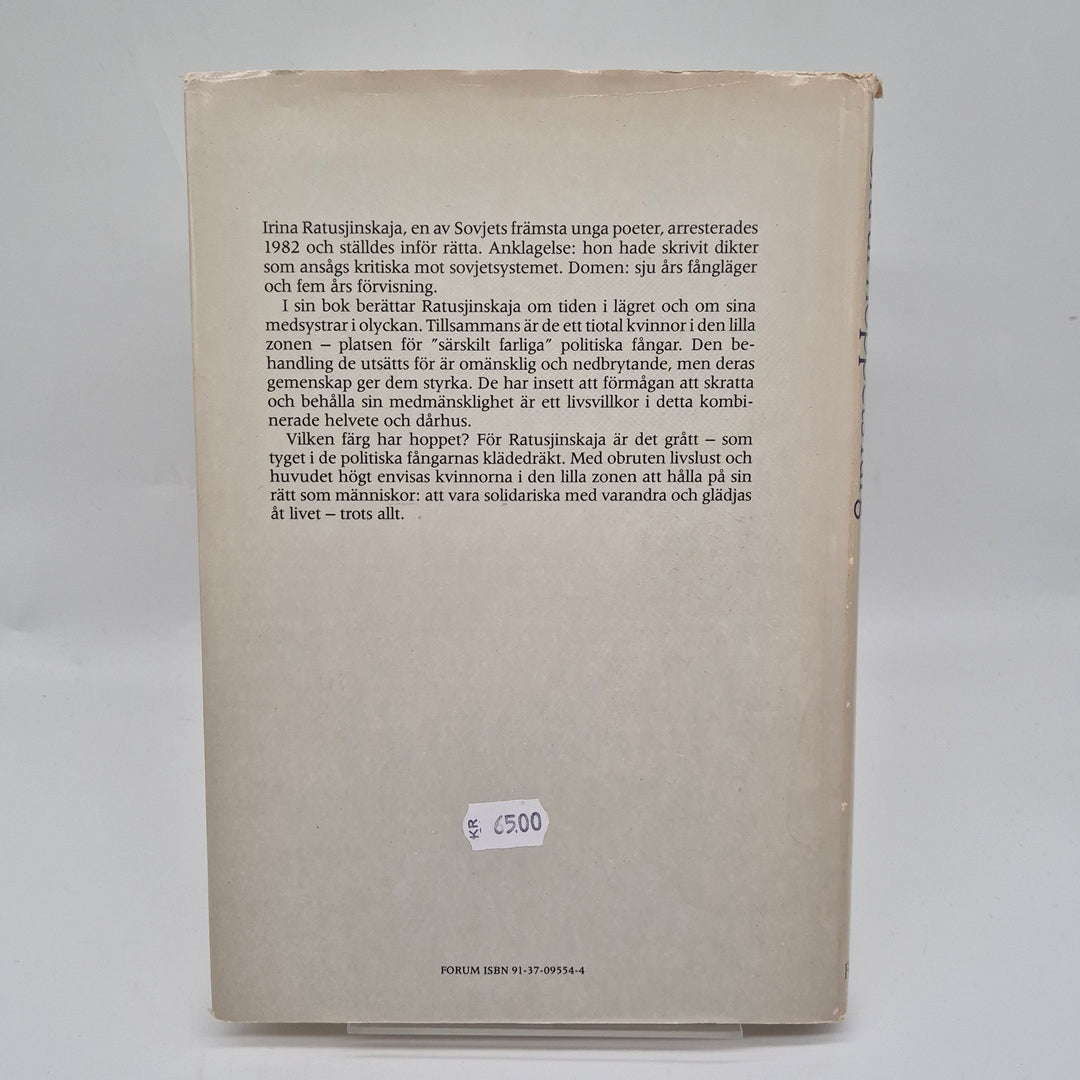 Irina Ratusjinskaja, en av Sovjets främsta unga poeter, arresterades
1982 och ställdes inför rätta. Anklagelse: hon hade skrivit dikter
som ansågs kritiska mot sovjetsystemet. Domen: sju års fångläger
och fem års förvisning.
I sin bok berättar Ratusjinskaja om tiden i lägret och om sina
medsystrar i olyckan. Tillsammans är de ett tiotal kvinnor i den lilla
zonen – platsen för "särskilt farliga" politiska fångar. Den be-
handling de utsätts för är omänsklig och nedbrytande, men deras
gemenskap ger dem styrka. De har insett att förmågan att skratta
och behålla sin medmänsklighet är ett livsvillkor i detta kombi-
nerade helvete och dårhus.
Vilken färg har hoppet? För Ratusjinskaja är det grått – som
tyget i de politiska fångarnas klädedräkt. Med obruten livslust och
huvudet högt envisas kvinnorna i den lilla zonen att hålla på sin
rätt som människor: att vara solidariska med varandra och glädjas
åt livet – trots allt.
KR 65.00
FORUM ISBN 91-37-09554-4